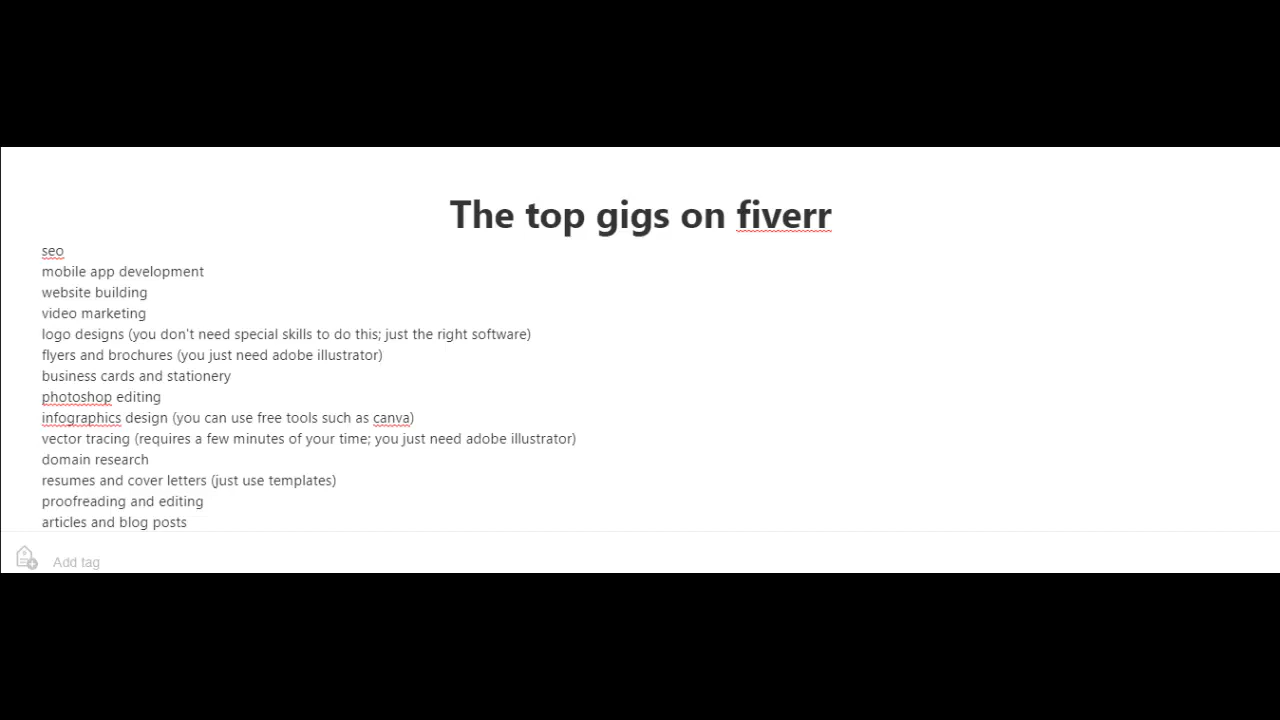 The top gigs on fiverr
seo
mobile app development
website building
video marketing
logo designs (you don't need special skills to do this; just the right software)
flyers and brochures (you just need adobe illustrator)
business cards and stationery
photoshop editing
infographics design (you can use free tools such as canva)
vector tracing (requires a few minutes of your time; you just need adobe illustrator)
domain research
resumes and cover letters (just use templates)
proofreading and editing
articles and blog posts
Add tag